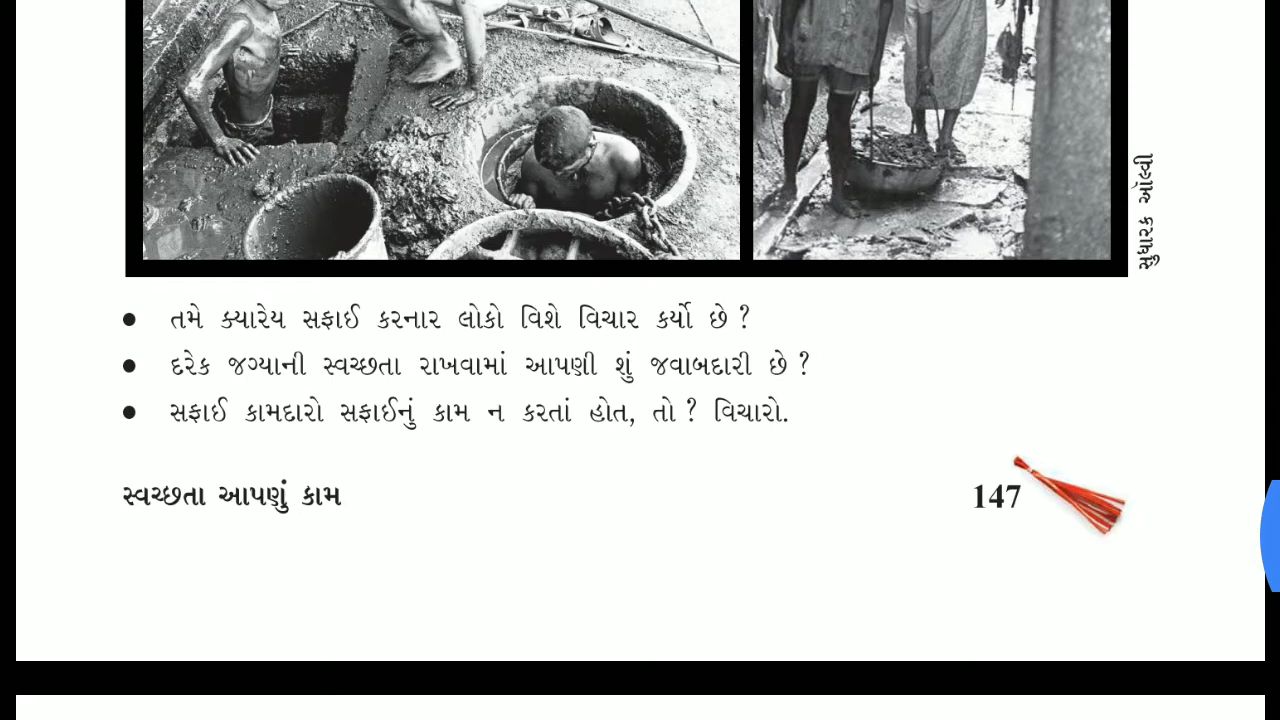 સુધારક ઓલ્વી
• તમે ક્યારેય સફાઈ કરનાર લોકો વિશે વિચાર કર્યો છે ?
• દરેક જગ્યાની સ્વચ્છતા રાખવામાં આપણી શું જવાબદારી છે ?
• સફાઈ કામદારો સફાઈનું કામ ન કરતાં હોત, તો ? વિચારો.
સ્વચ્છતા આપણું કામ 147